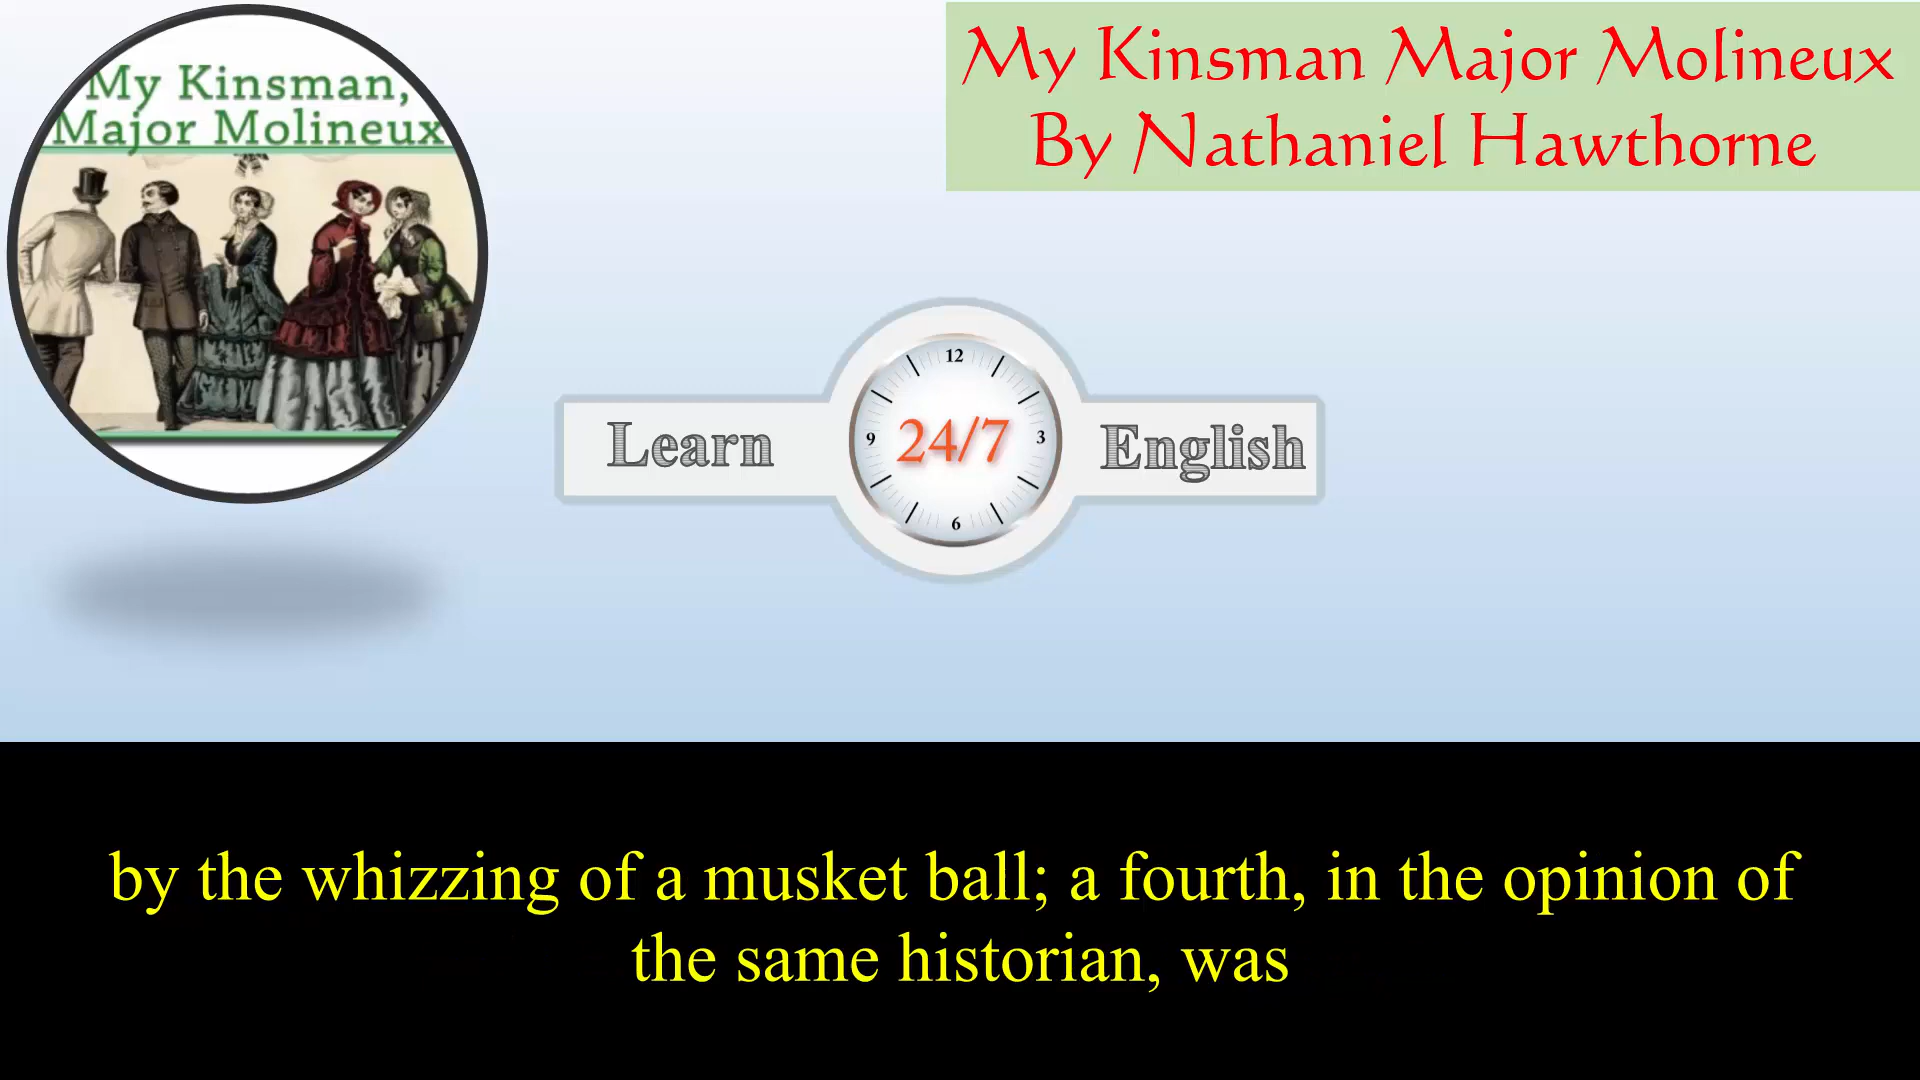 My Kinsman,
Major Molineux
My Kinsman Major Molineux
By Nathaniel Hawthorne
12
9
3
6
Learn 24/7 English
by the whizzing of a musket ball; a fourth, in the opinion of
the same historian, was